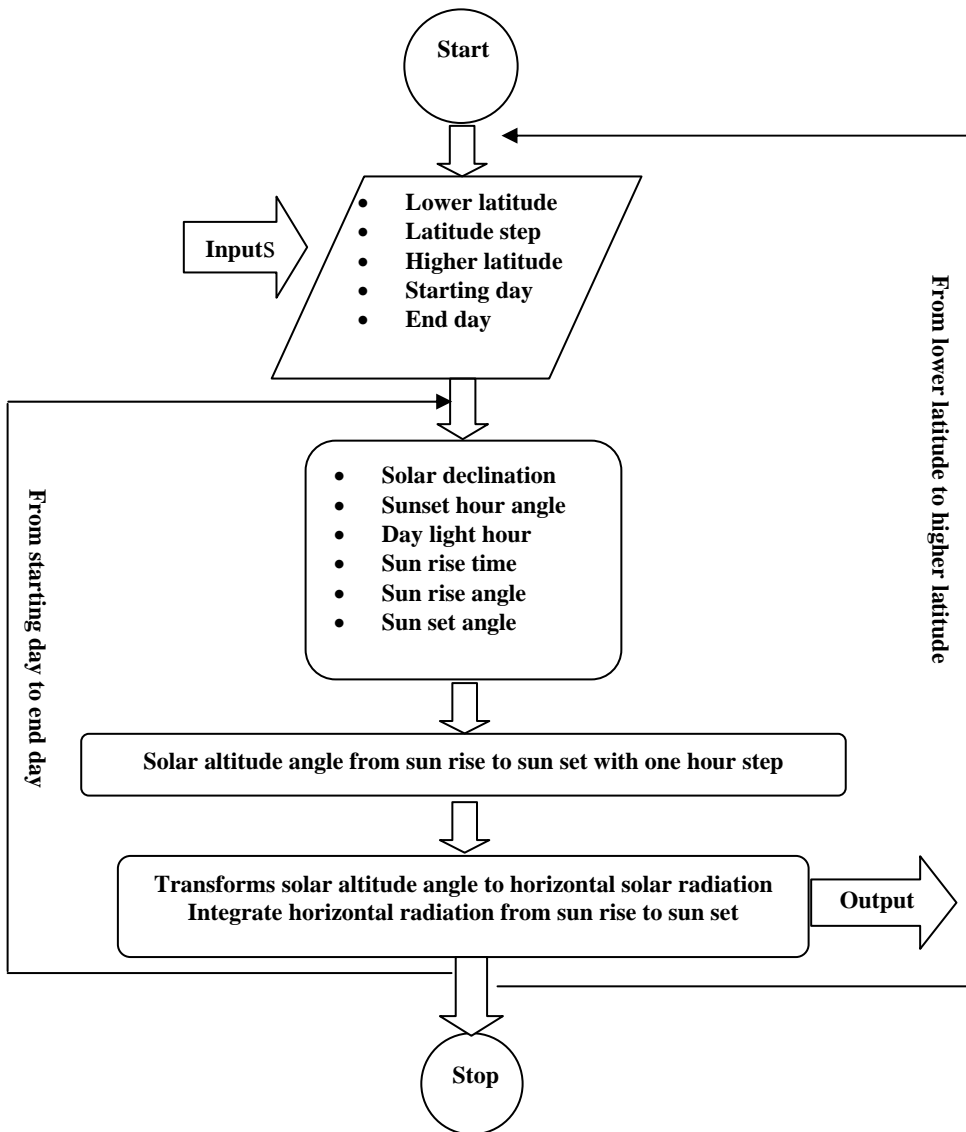 Start
• Lower latitude
• Latitude step
• Higher latitude
• Starting day
• End day
InputS
From lower latitude to higher latitude
• Solar declination
• Sunset hour angle
• Day light hour
• Sun rise time
• Sun rise angle
• Sun set angle
From starting day to end day
Solar altitude angle from sun rise to sun set with one hour step
Transforms solar altitude angle to horizontal solar radiation
Integrate horizontal radiation from sun rise to sun set
Output
Stop